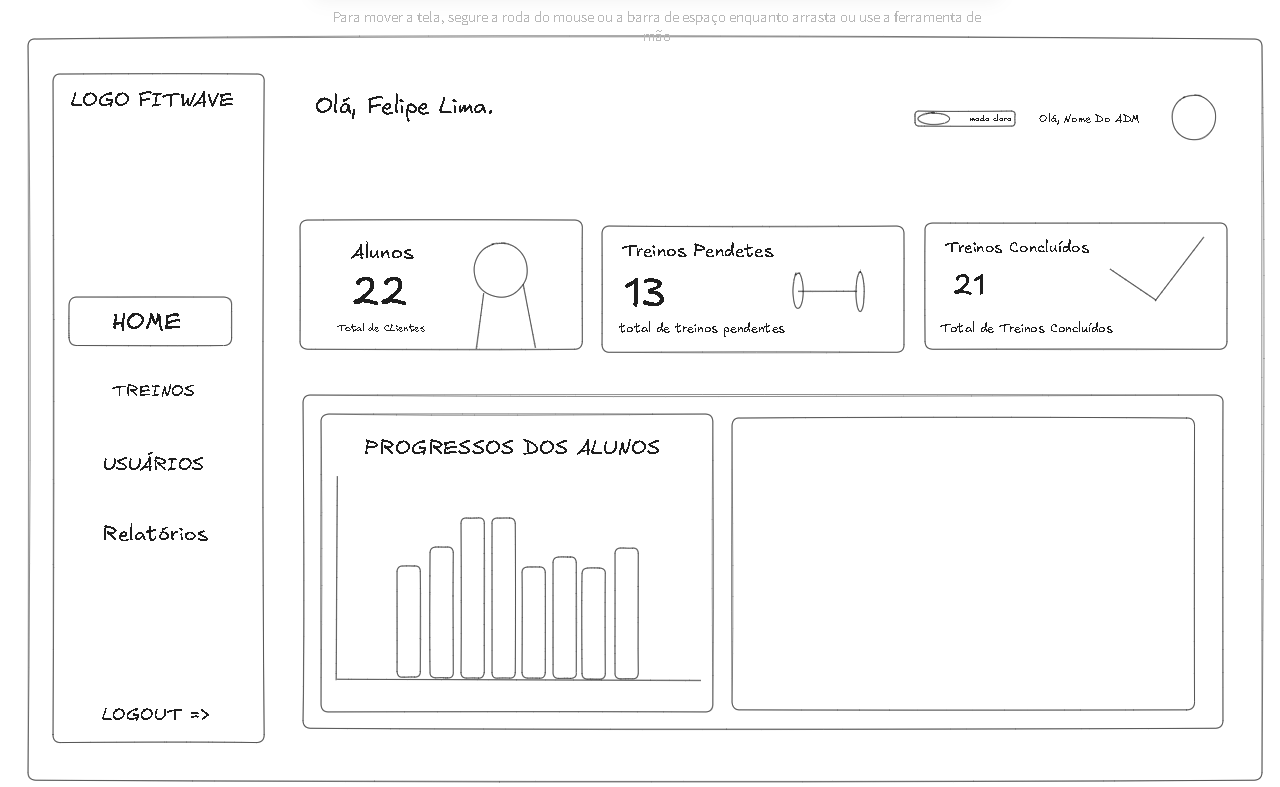 Para mover a tela, segure a roda do mouse ou a barra de espaço enquanto arrasta ou use a ferramenta de
mão
LOGO FITWAVE
Olá, Felipe Lima.
modo claro
Olá, Nome Do ADM
Alunos
22
Total de CLientes
Treinos Pendetes
13
total de treinos pendentes
Treinos Concluídos
21
Total de Treinos Concluídos
HOME
TREINOS
USUÁRIOS
Relatórios
LOGOUT =>
PROGRESSOS DOS ALUNOS